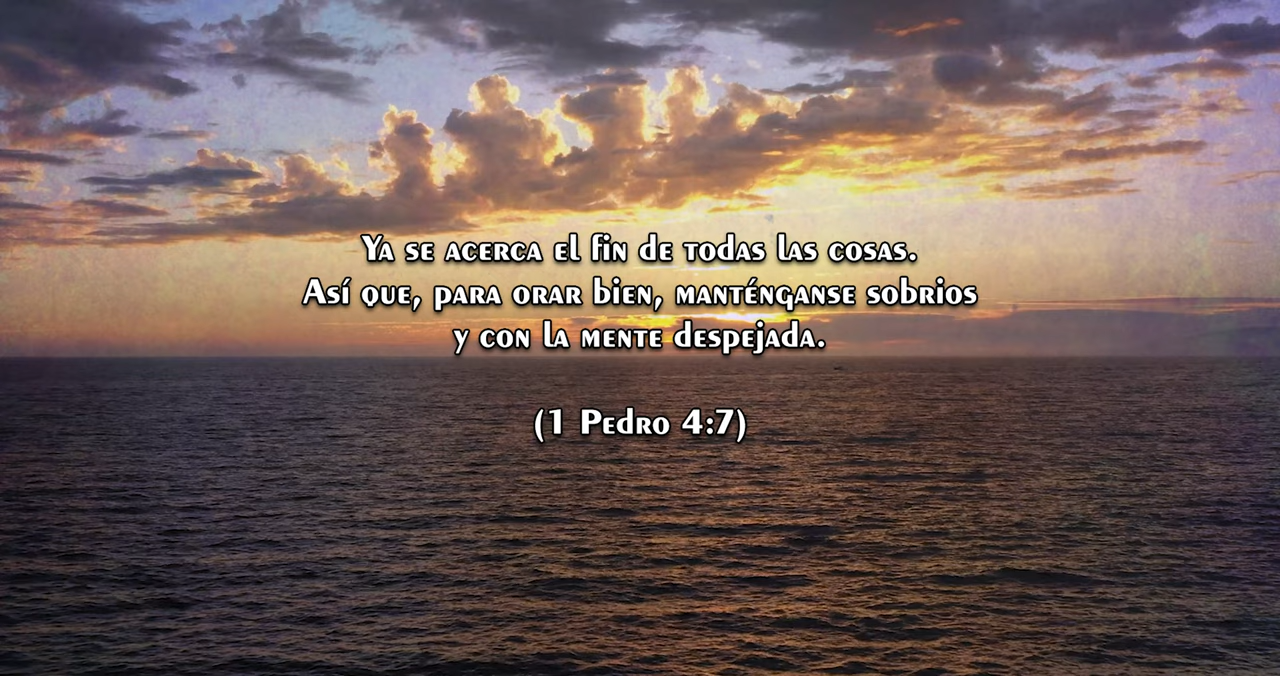 Ya se acerca el fin de todas las cosas.
Así que, para orar bien, manténganse sobrios
y con la mente despejada.
(1 Pedro 4:7)